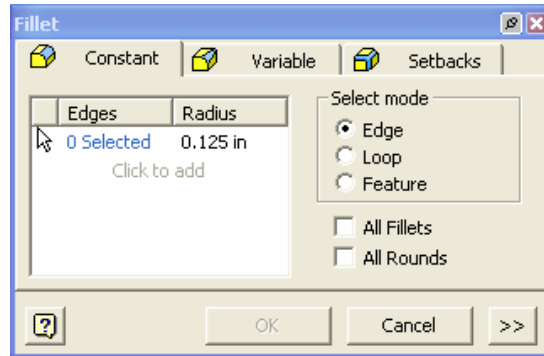 Fillet
Constant Variable Setbacks
Edges Radius
0 Selected 0.125 in
Click to add
Select mode
Edge
Loop
Feature
All Fillets
All Rounds
? OK Cancel >>